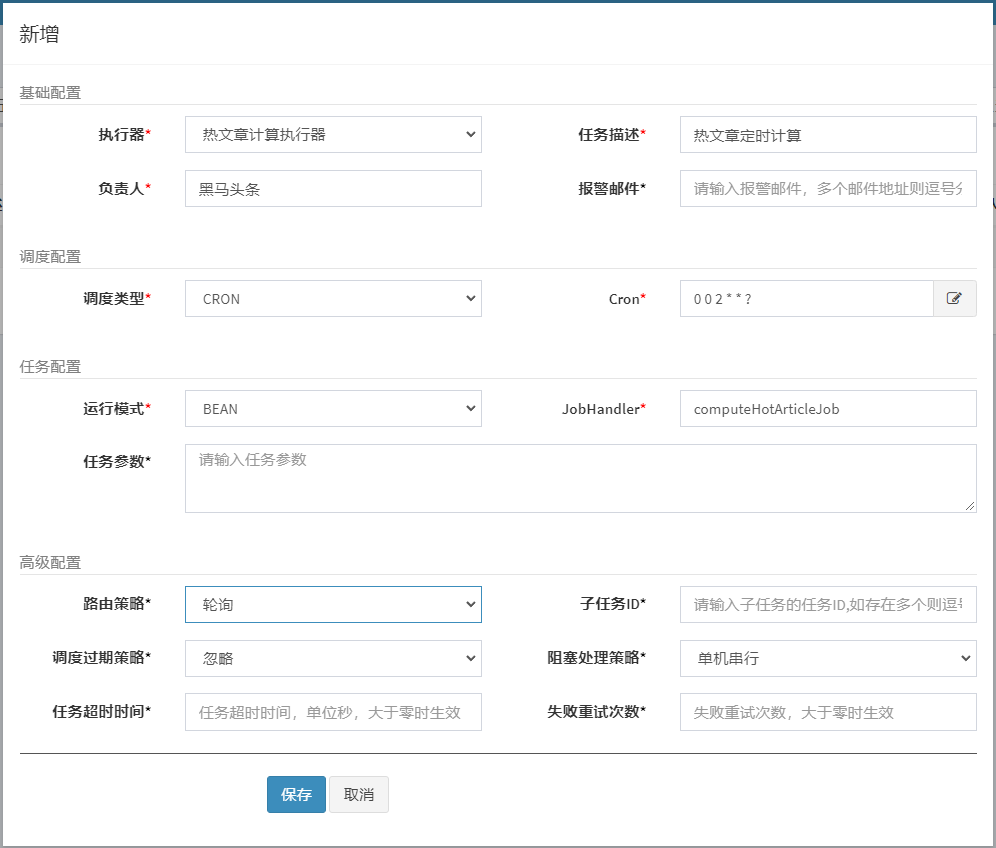 新增
基础配置
执行器* 热文章计算执行器 任务描述* 热文章定时计算
负责人* 黑马头条 报警邮件* 请输入报警邮件，多个邮件地址则逗号分
调度配置
调度类型* CRON Cron* 0 0 2 * * ?
任务配置
运行模式* BEAN JobHandler* computeHotArticleJob
任务参数* 请输入任务参数
高级配置
路由策略* 轮询 子任务ID* 请输入子任务的任务ID,如存在多个则逗号
调度过期策略* 忽略 阻塞处理策略* 单机串行
任务超时时间* 任务超时时间，单位秒，大于零时生效 失败重试次数* 失败重试次数，大于零时生效
保存 取消